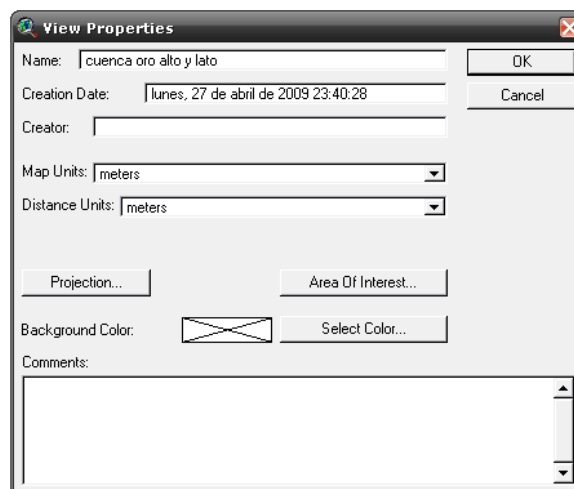 View Properties
Name: cuenca oro alto y lato
OK
Creation Date: lunes, 27 de abril de 2009 23:40:28
Cancel
Creator:
Map Units: meters
Distance Units: meters
Projection...
Area Of Interest...
Background Color:
Select Color...
Comments: